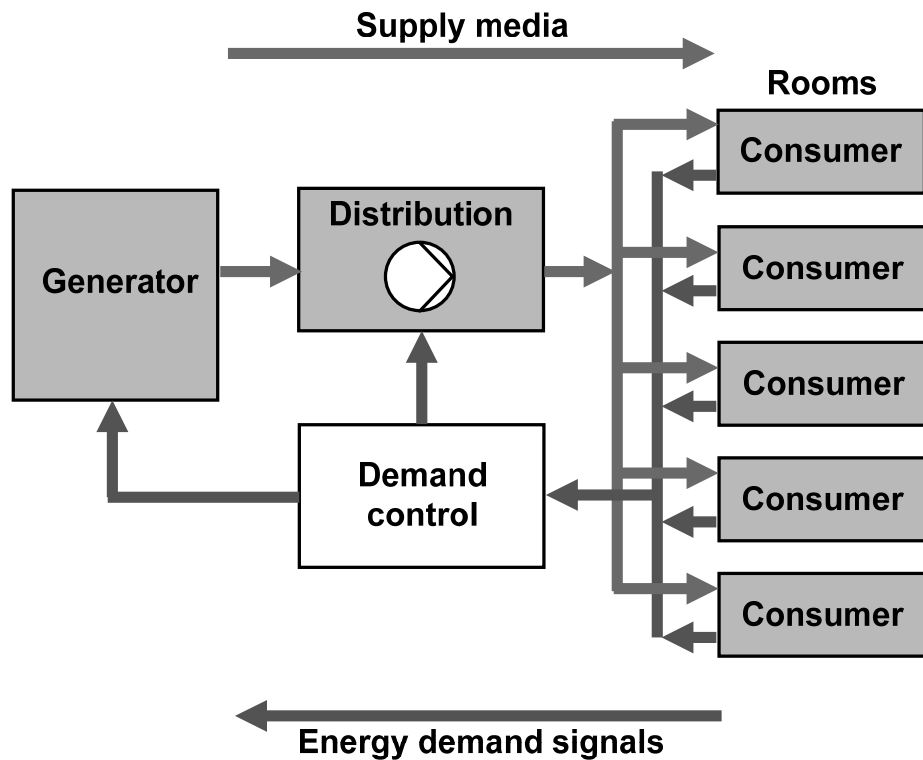 Supply media
Rooms
Consumer
Distribution
Generator
Consumer
Consumer
Demand
control
Consumer
Consumer
Energy demand signals